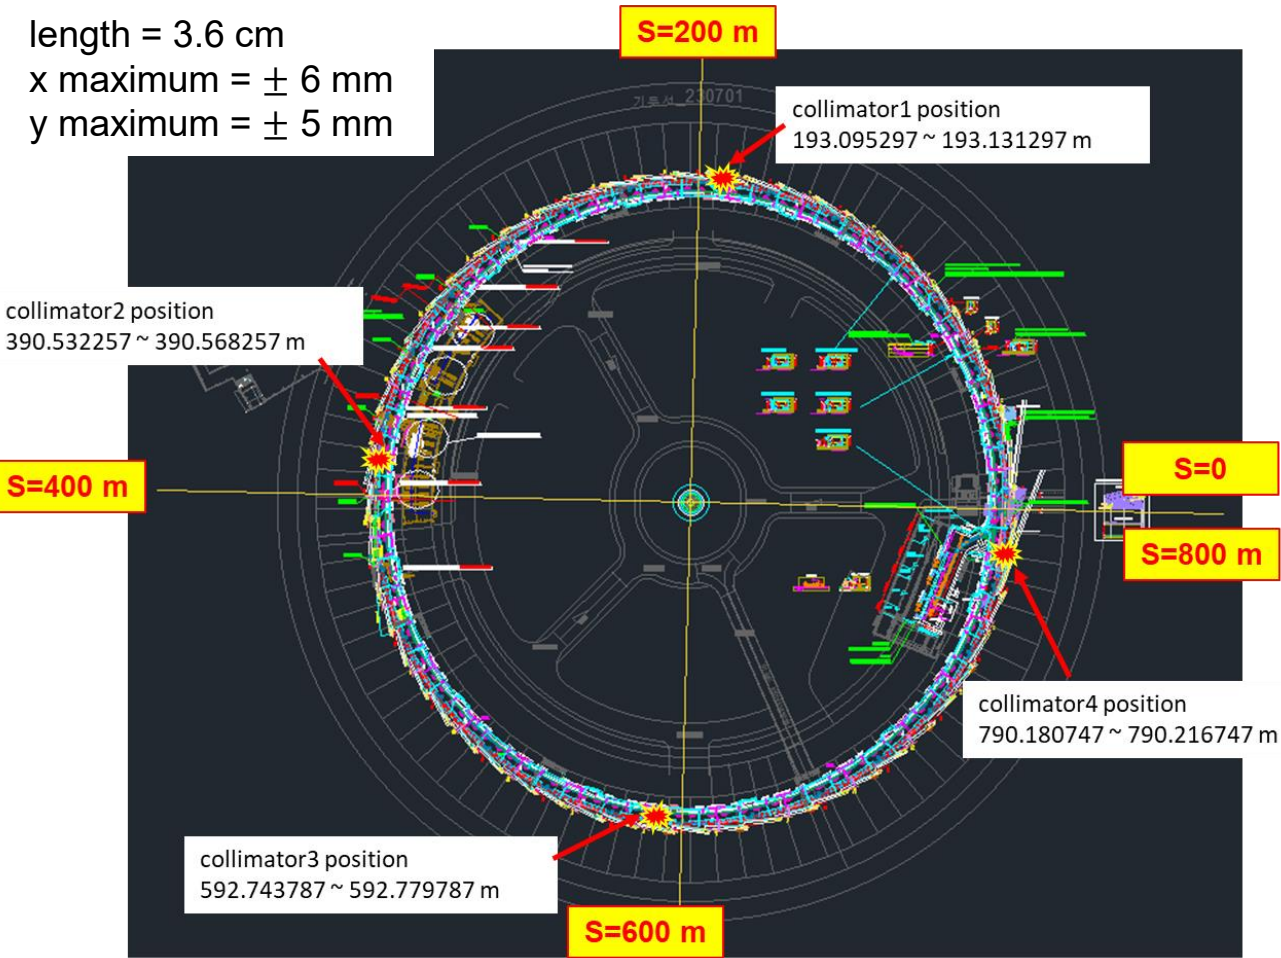 length = 3.6 cm
x maximum = ± 6 mm
y maximum = ± 5 mm
S=200 m
collimator1 position
193.095297 ~ 193.131297 m
collimator2 position
390.532257 ~ 390.568257 m
S=400 m
S=0
S=800 m
collimator4 position
790.180747 ~ 790.216747 m
collimator3 position
592.743787 ~ 592.779787 m
S=600 m